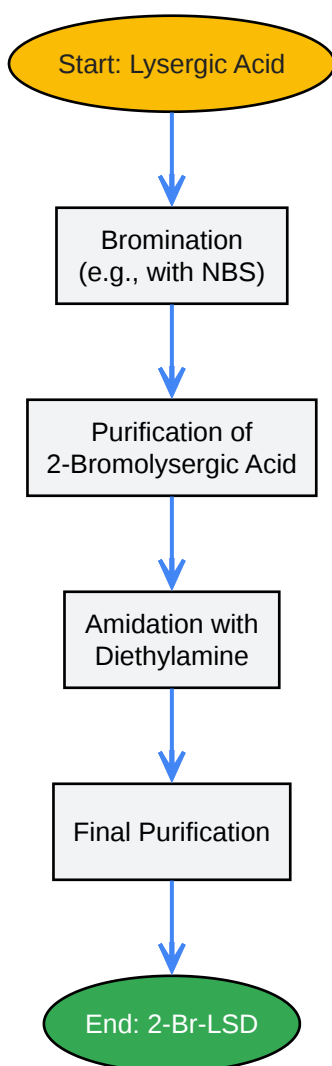 Start: Lysergic Acid
Bromination
(e.g., with NBS)
Purification of
2-Bromolysergic Acid
Amidation with
Diethylamine
Final Purification
End: 2-Br-LSD